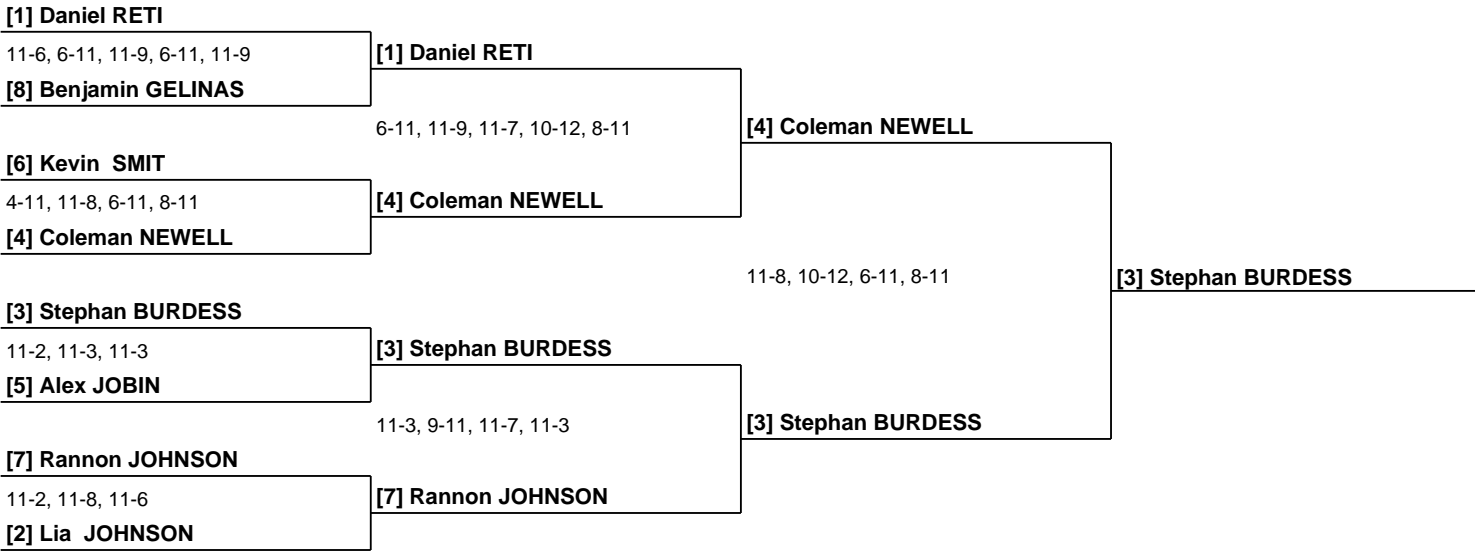 [1] Daniel RETI
11-6, 6-11, 11-9, 6-11, 11-9
[1] Daniel RETI
[8] Benjamin GELINAS
6-11, 11-9, 11-7, 10-12, 8-11
[4] Coleman NEWELL
[6] Kevin  SMIT
4-11, 11-8, 6-11, 8-11
[4] Coleman NEWELL
[4] Coleman NEWELL
11-8, 10-12, 6-11, 8-11
[3] Stephan BURDESS
[3] Stephan BURDESS
11-2, 11-3, 11-3
[3] Stephan BURDESS
[5] Alex JOBIN
11-3, 9-11, 11-7, 11-3
[3] Stephan BURDESS
[7] Rannon JOHNSON
11-2, 11-8, 11-6
[7] Rannon JOHNSON
[2] Lia  JOHNSON